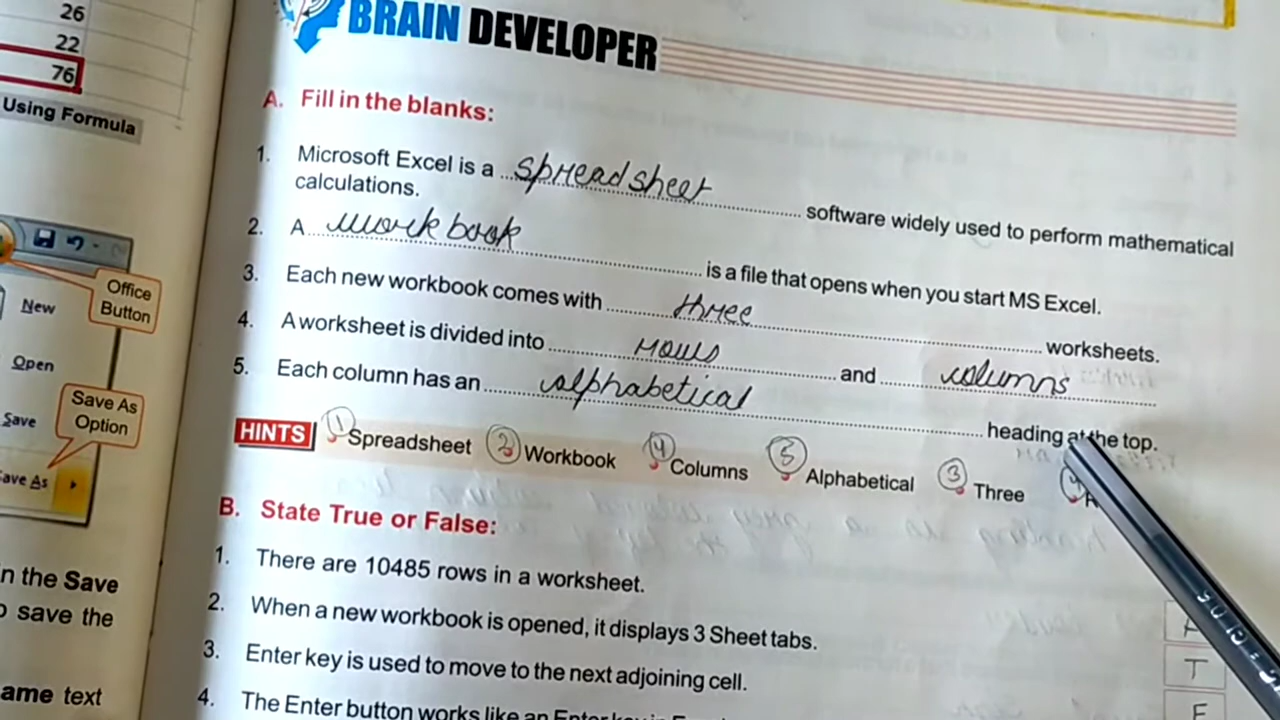 26
22
76
Using Formula
Office
Button
New
Open
Save As
Option
Save
ave As
n the Save
save the
ame text
BRAIN DEVELOPER
A. Fill in the blanks:
1. Microsoft Excel is a spreadsheet software widely used to perform mathematical
calculations.
2. A workbook is a file that opens when you start MS Excel.
3. Each new workbook comes with three worksheets.
4. A worksheet is divided into rows and columns
5. Each column has an alphabetical heading at the top.
HINTS 1 Spreadsheet 2 Workbook 4 Columns 5 Alphabetical 3 Three 4
B. State True or False:
1. There are 10485 rows in a worksheet.
2. When a new workbook is opened, it displays 3 Sheet tabs. T
3. Enter key is used to move to the next adjoining cell. F
4. The Enter button works like an Enter key in